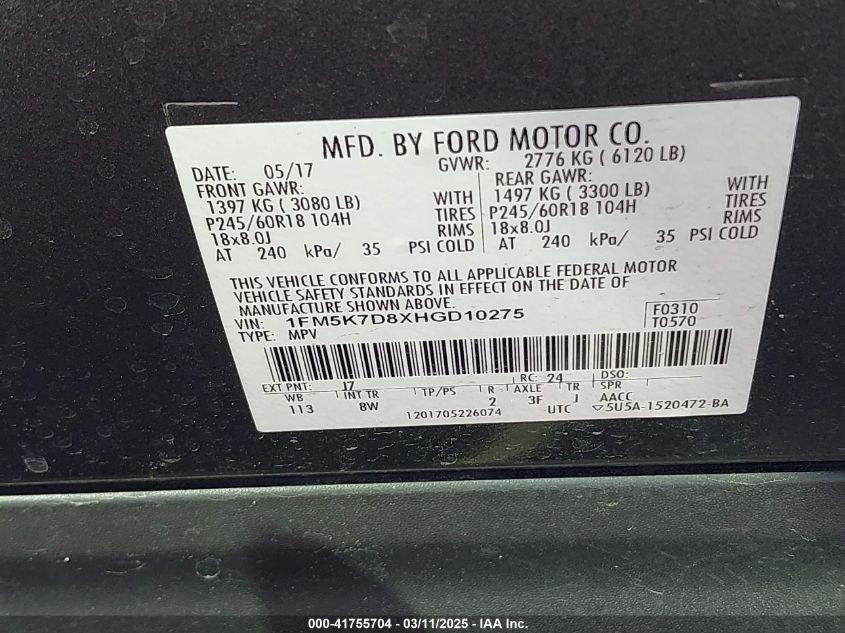 MFD. BY FORD MOTOR CO.
DATE: 05/17 GVWR: 2776 KG ( 6120 LB)
FRONT GAWR: REAR GAWR:
1397 KG ( 3080 LB) WITH 1497 KG ( 3300 LB) WITH
P245/60R18 104H TIRES P245/60R18 104H TIRES
18x8.0J RIMS 18x8.0J RIMS
AT 240 kPa/ 35 PSI COLD AT 240 kPa/ 35 PSI COLD
THIS VEHICLE CONFORMS TO ALL APPLICABLE FEDERAL MOTOR
VEHICLE SAFETY STANDARDS IN EFFECT ON THE DATE OF
MANUFACTURE SHOWN ABOVE.
VIN: 1FM5K7D8XHGD10275 F0310
TYPE: MPV T0570
EXT PNT: J7 RC: 24 DSO:
WB INT TR TP/PS R AXLE TR SPR
113 8W 2 3F J AACC
1201705226074 UTC ▽5U5A-1520472-BA
000-41755704 - 03/11/2025 - IAA Inc.